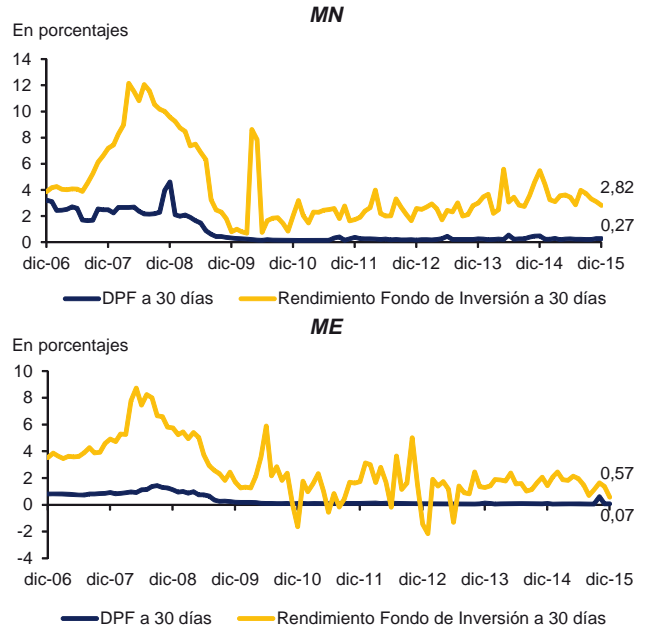 MN
En porcentajes
14
12
10
8
6
4
2
0
2,82
0,27
dic-06 dic-07 dic-08 dic-09 dic-10 dic-11 dic-12 dic-13 dic-14 dic-15
DPF a 30 días Rendimiento Fondo de Inversión a 30 días
ME
En porcentajes
10
8
6
4
2
0
-2
-4
0,57
0,07
dic-06 dic-07 dic-08 dic-09 dic-10 dic-11 dic-12 dic-13 dic-14 dic-15
DPF a 30 días Rendimiento Fondo de Inversión a 30 días